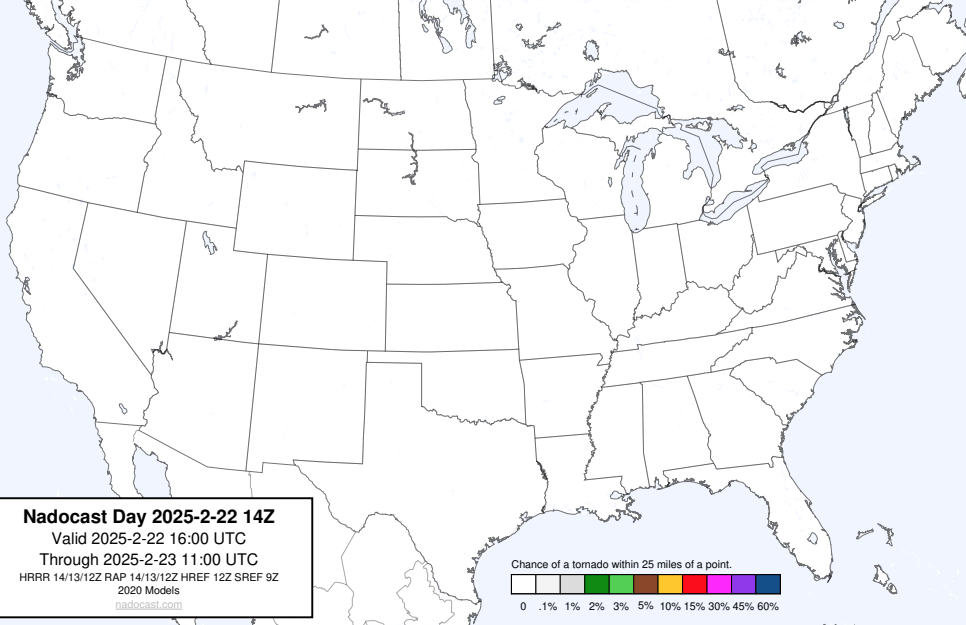 Nadocast Day 2025-2-22 14Z
Valid 2025-2-22 16:00 UTC
Through 2025-2-23 11:00 UTC
HRRR 14/13/12Z RAP 14/13/12Z HREF 12Z SREF 9Z
2020 Models
nadocast.com
Chance of a tornado within 25 miles of a point.
0 .1% 1% 2% 3% 5% 10% 15% 30% 45% 60%